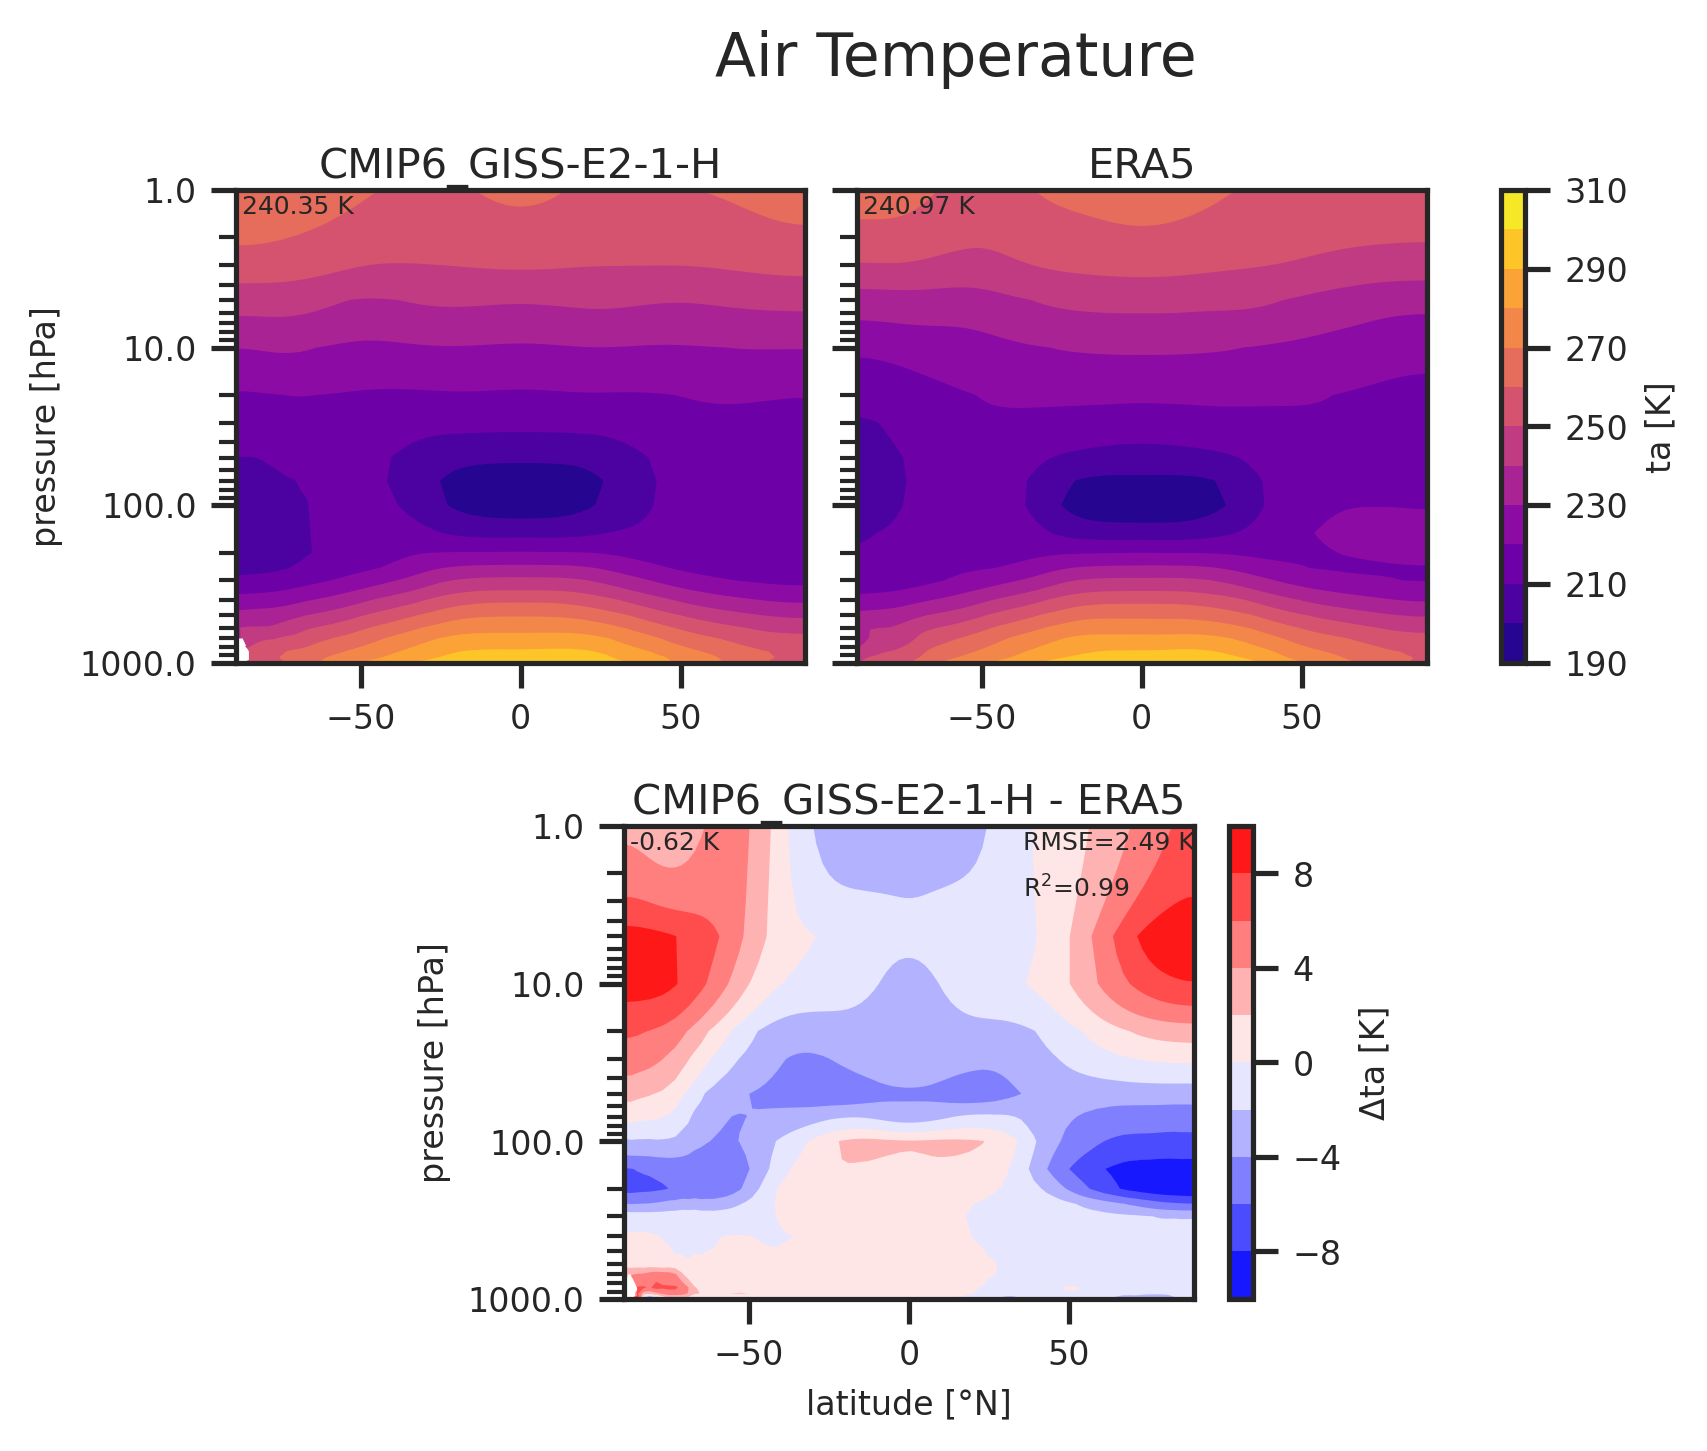 Air Temperature
CMIP6_GISS-E2-1-H
ERA5
240.35 K
240.97 K
pressure [hPa]
1.0
10.0
100.0
1000.0
−50
0
50
−50
0
50
310
290
270
250
230
210
190
ta [K]
CMIP6_GISS-E2-1-H - ERA5
-0.62 K
RMSE=2.49 K
R²=0.99
pressure [hPa]
1.0
10.0
100.0
1000.0
−50
0
50
latitude [°N]
8
4
0
−4
−8
Δta [K]